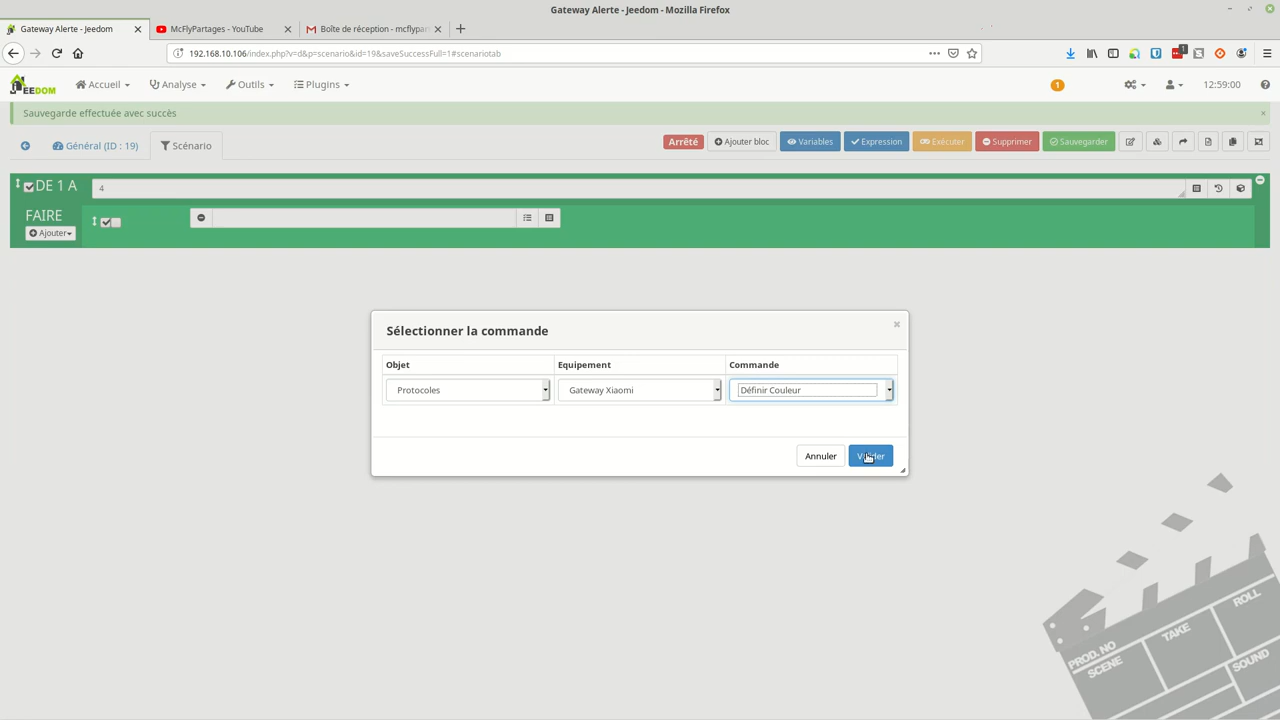 Gateway Alerte - Jeedom - Mozilla Firefox
Gateway Alerte - Jeedom
McFlyPartages - YouTube
Boîte de réception - mcflypar
192.168.10.106/index.php?v=d&p=scenario&id=19&saveSuccessFull=1#scenariotab
1
JEEDOM
Accueil
Analyse
Outils
Plugins
1
12:59:00
Sauvegarde effectuée avec succès
Général (ID : 19)
Scénario
Arrêté
Ajouter bloc
Variables
Expression
Exécuter
Supprimer
Sauvegarder
DE 1 A
4
FAIRE
Ajouter
Sélectionner la commande
Objet
Equipement
Commande
Protocoles
Gateway Xiaomi
Définir Couleur
Annuler
Valider
PROD. NO
SCENE
TAKE
ROLL
SOUND